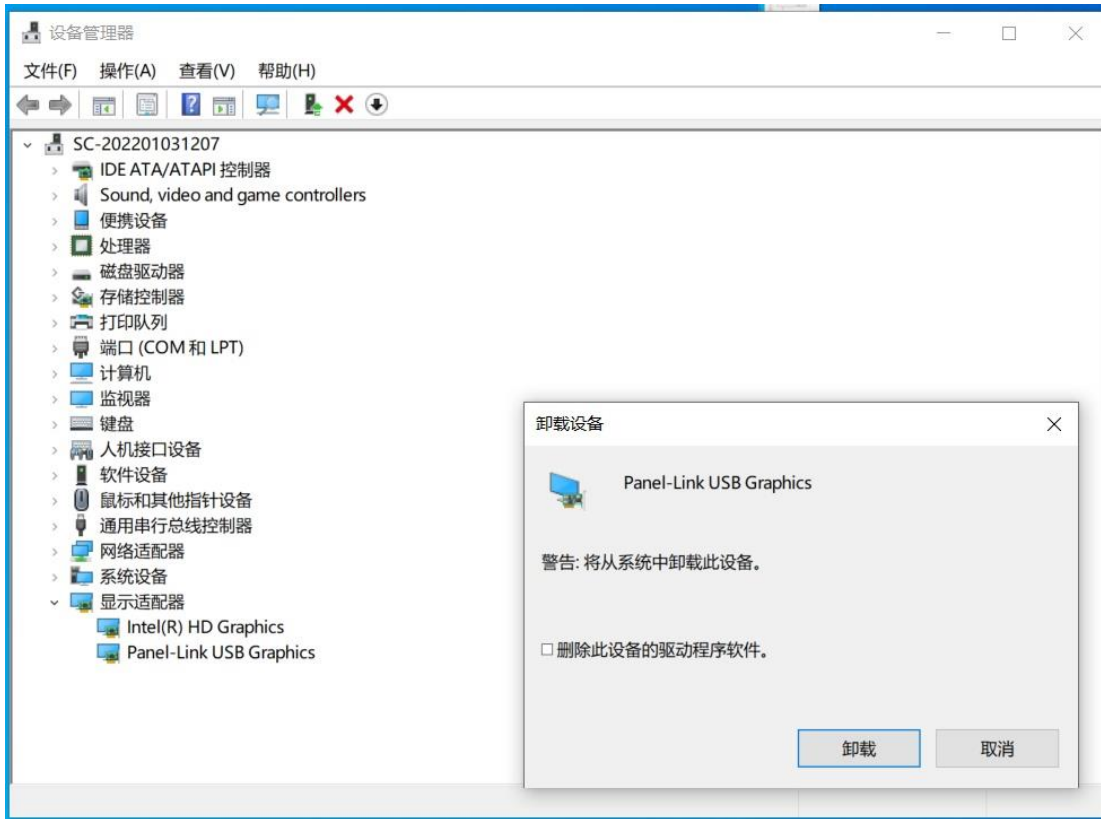 设备管理器
文件(F) 操作(A) 查看(V) 帮助(H)
SC-202201031207
IDE ATA/ATAPI 控制器
Sound, video and game controllers
便携设备
处理器
磁盘驱动器
存储控制器
打印队列
端口 (COM 和 LPT)
计算机
监视器
键盘
人机接口设备
软件设备
鼠标和其他指针设备
通用串行总线控制器
网络适配器
系统设备
显示适配器
Intel(R) HD Graphics
Panel-Link USB Graphics
卸载设备
Panel-Link USB Graphics
警告: 将从系统中卸载此设备。
删除此设备的驱动程序软件。
卸载 取消